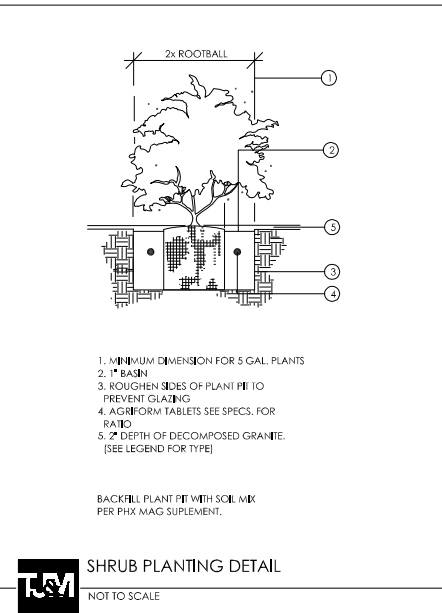 2x ROOTBALL
1
2
5
3
4
1. MINIMUM DIMENSION FOR 5 GAL. PLANTS
2. 1" BASIN
3. ROUGHEN SIDES OF PLANT PIT TO
PREVENT GLAZING
4. AGRIFORM TABLETS SEE SPECS. FOR
RATIO
5. 2" DEPTH OF DECOMPOSED GRANITE.
(SEE LEGEND FOR TYPE)
BACKFILL PLANT PIT WITH SOIL MIX
PER PHX MAG SUPLEMENT.
T.J&M
SHRUB PLANTING DETAIL
NOT TO SCALE